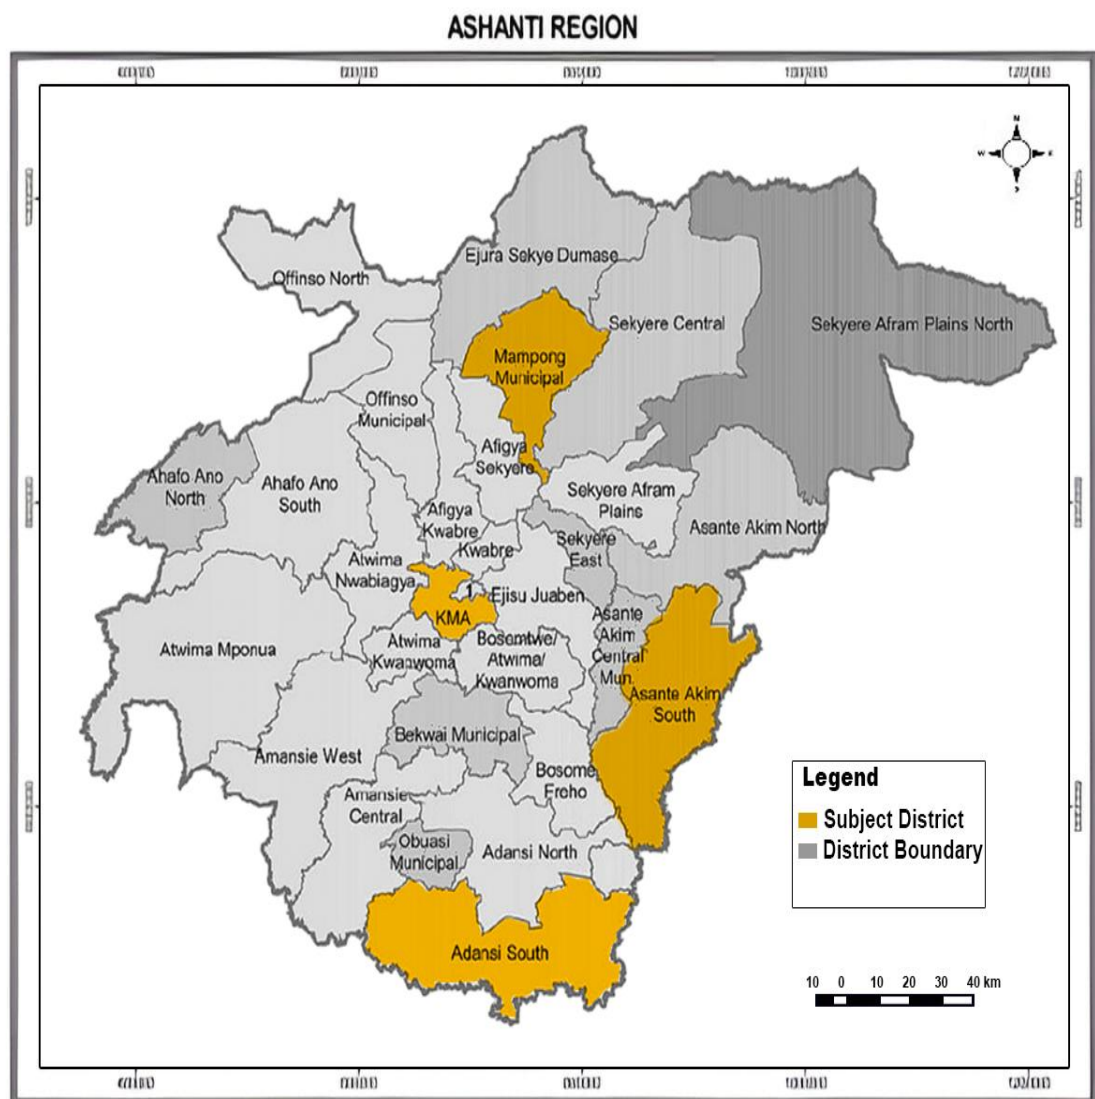 ASHANTI REGION
Offinso North
Ejura Sekye Dumase
Sekyere Central
Sekyere Afram Plains North
Mampong
Municipal
Offinso
Municipal
Afigya
Sekyere
Ahafo Ano
North
Ahafo Ano
South
Sekyere Afram
Plains
Asante Akim North
Afigya
Kwabre
Kwabre
Sekyere
East
Atwima
Nwabiagya
1
Ejisu Juaben
KMA
Asante
Akim
Central
Mun.
Atwima Mponua
Atwima
Kwanwoma
Bosomtwe/
Atwima/
Kwanwoma
Asante Akim
South
Bekwai Municipal
Amansie West
Bosome
Freho
Amansie
Central
Obuasi
Municipal
Adansi North
Adansi South
Legend
Subject District
District Boundary
10 0 10 20 30 40 km
N
W